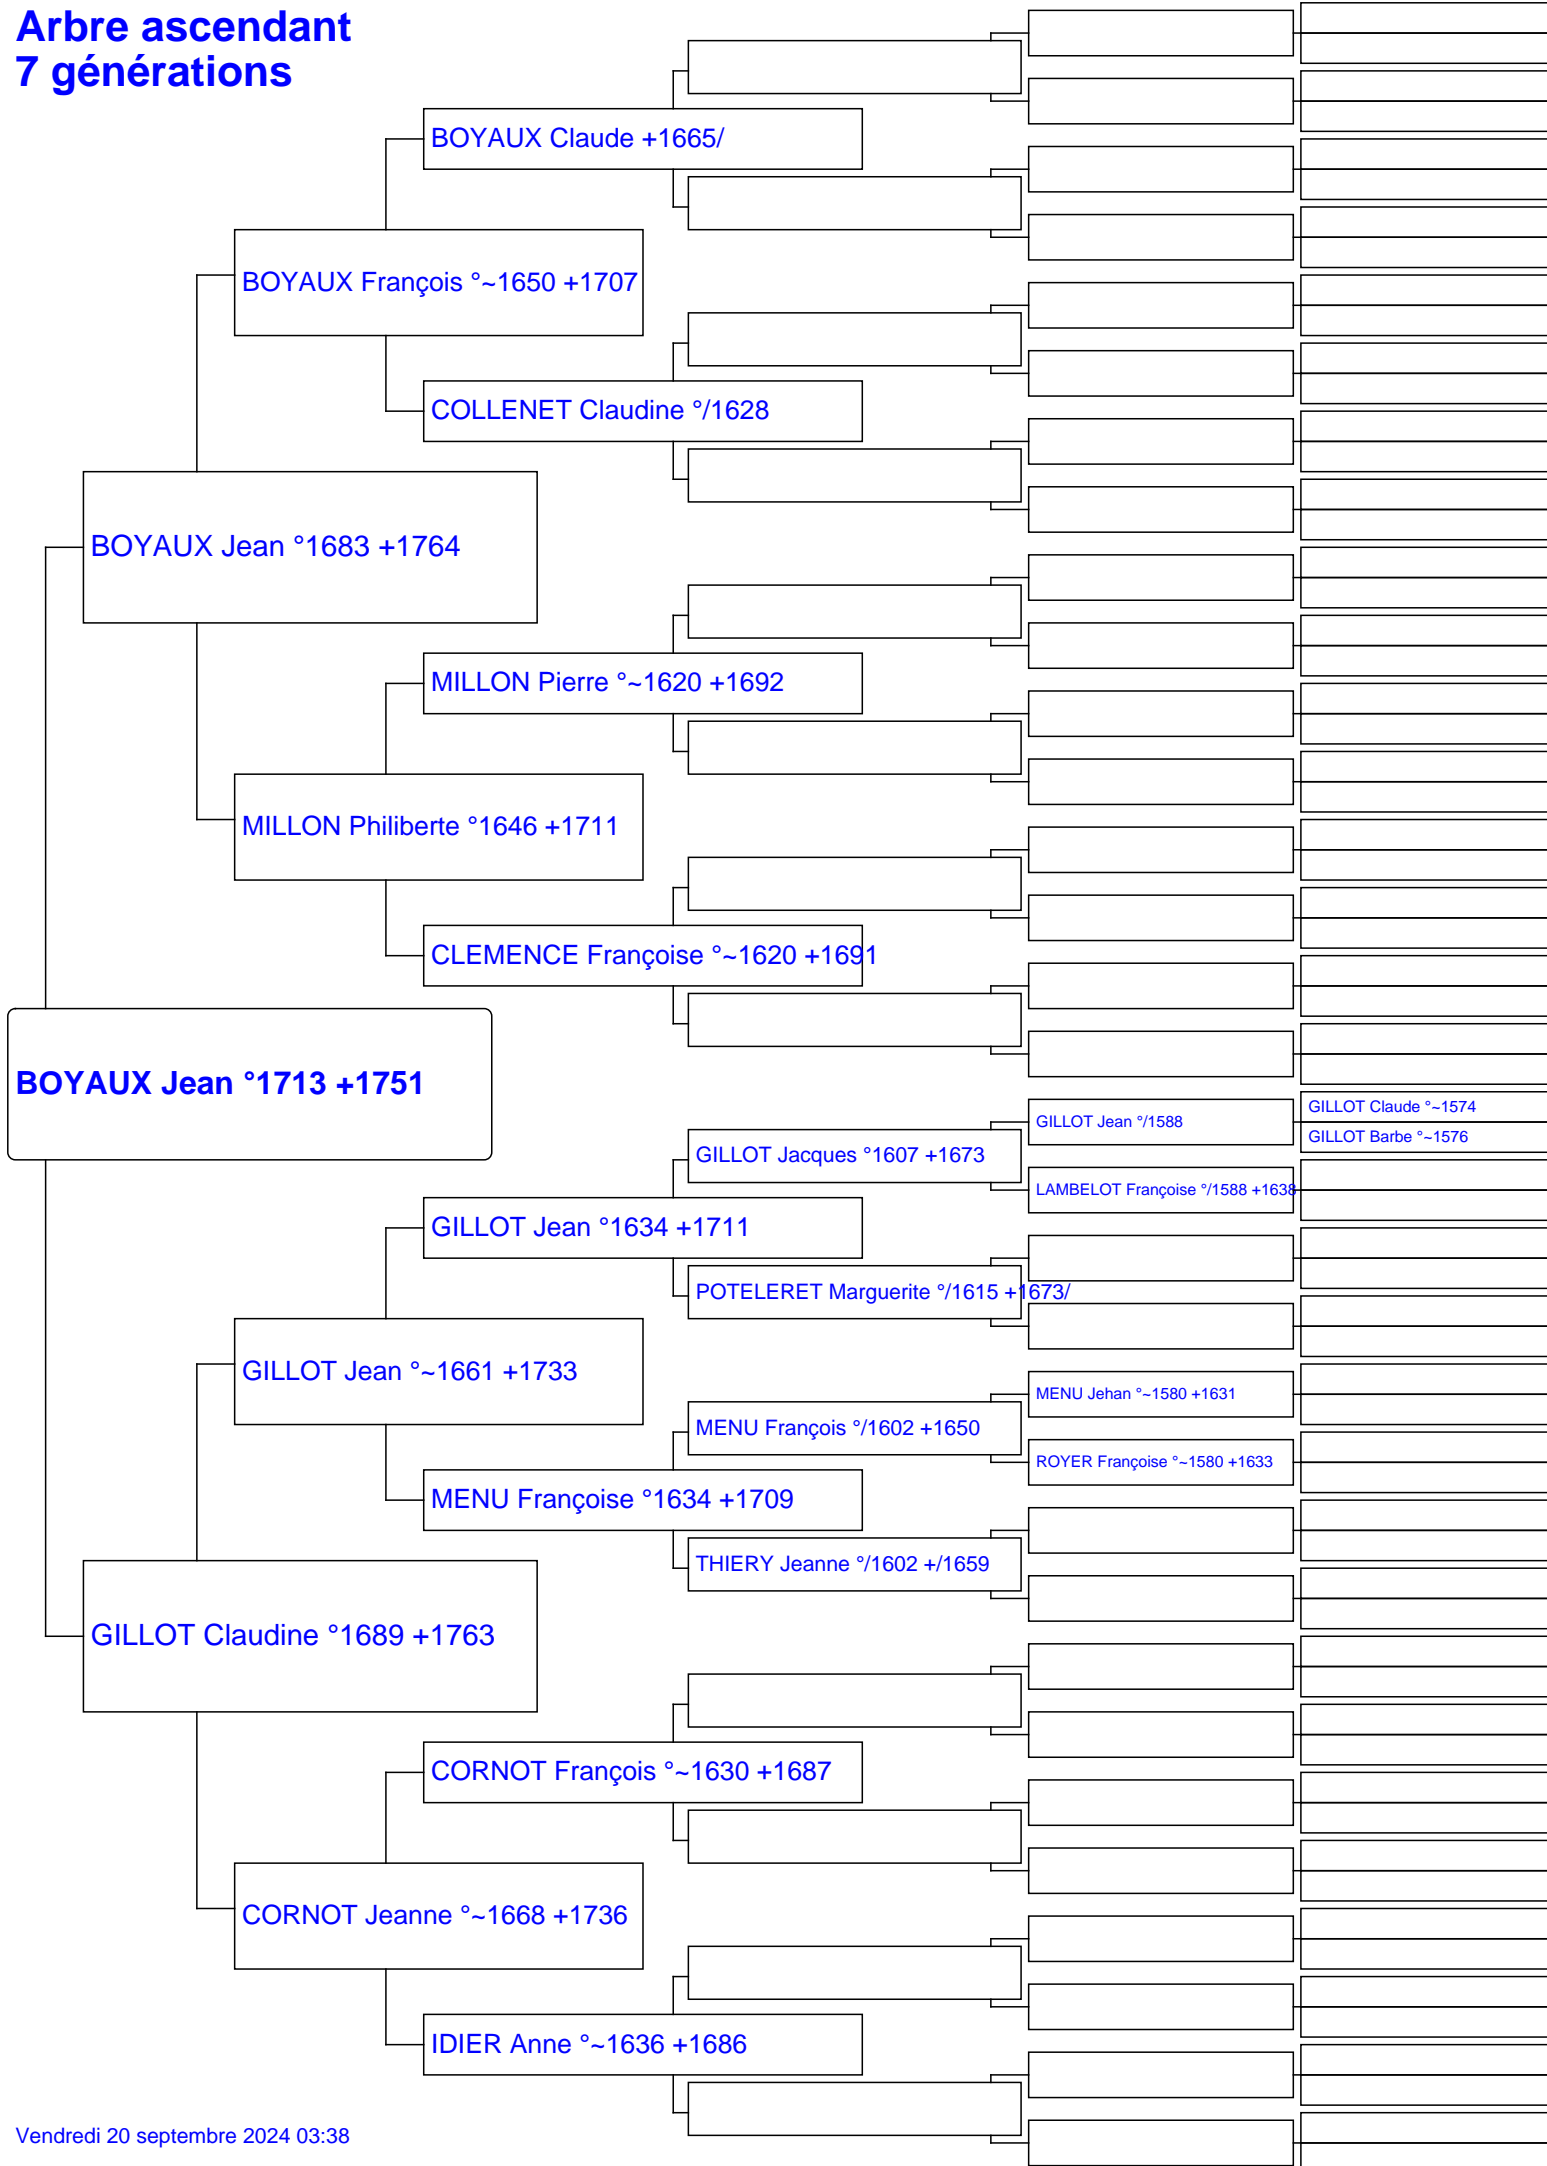 Arbre ascendant
7 générations
BOYAUX Claude +1665/
BOYAUX François °~1650 +1707
COLLENET Claudine °/1628
BOYAUX Jean °1683 +1764
MILLON Pierre °~1620 +1692
MILLON Philiberte °1646 +1711
CLEMENCE Françoise °~1620 +1691
BOYAUX Jean °1713 +1751
GILLOT Claude °~1574
GILLOT Jean °/1588
GILLOT Barbe °~1576
GILLOT Jacques °1607 +1673
LAMBELOT Françoise °/1588 +1638
GILLOT Jean °1634 +1711
POTELERET Marguerite °/1615 +1673/
GILLOT Jean °~1661 +1733
MENU Jehan °~1580 +1631
MENU François °/1602 +1650
ROYER Françoise °~1580 +1633
MENU Françoise °1634 +1709
THIERY Jeanne °/1602 +/1659
GILLOT Claudine °1689 +1763
CORNOT François °~1630 +1687
CORNOT Jeanne °~1668 +1736
IDIER Anne °~1636 +1686
Vendredi 20 septembre 2024 03:38